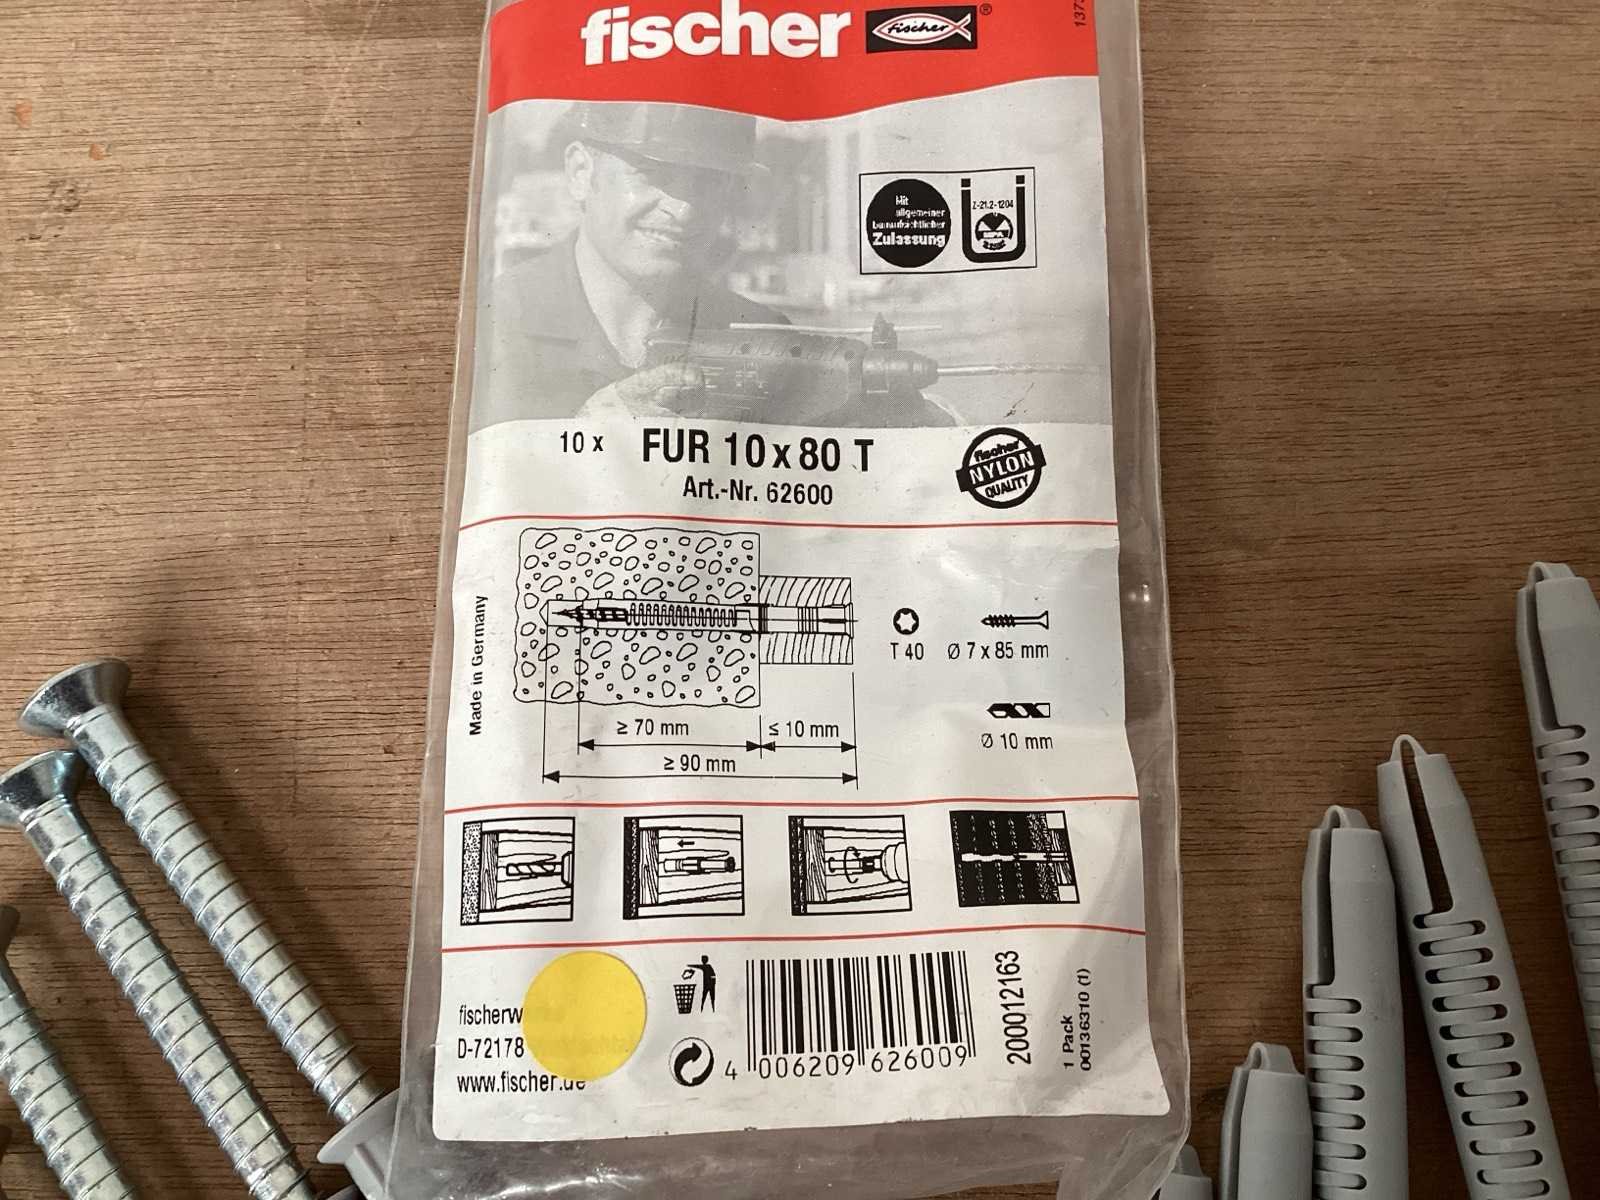 fischer fischer ®
137
Mit
allgemeiner
bauaufsichtlicher
Zulassung
Z-21.2-1204
MPA
10 x FUR 10 x 80 T
Art.-Nr. 62600
fischer
NYLON
QUALITY
Made in Germany
T 40
Ø 7 x 85 mm
≥ 70 mm
≤ 10 mm
Ø 10 mm
≥ 90 mm
fischerw
D-72178
www.fischer.de
4 006209 626009
200012163
1 Pack
00136310 (1)